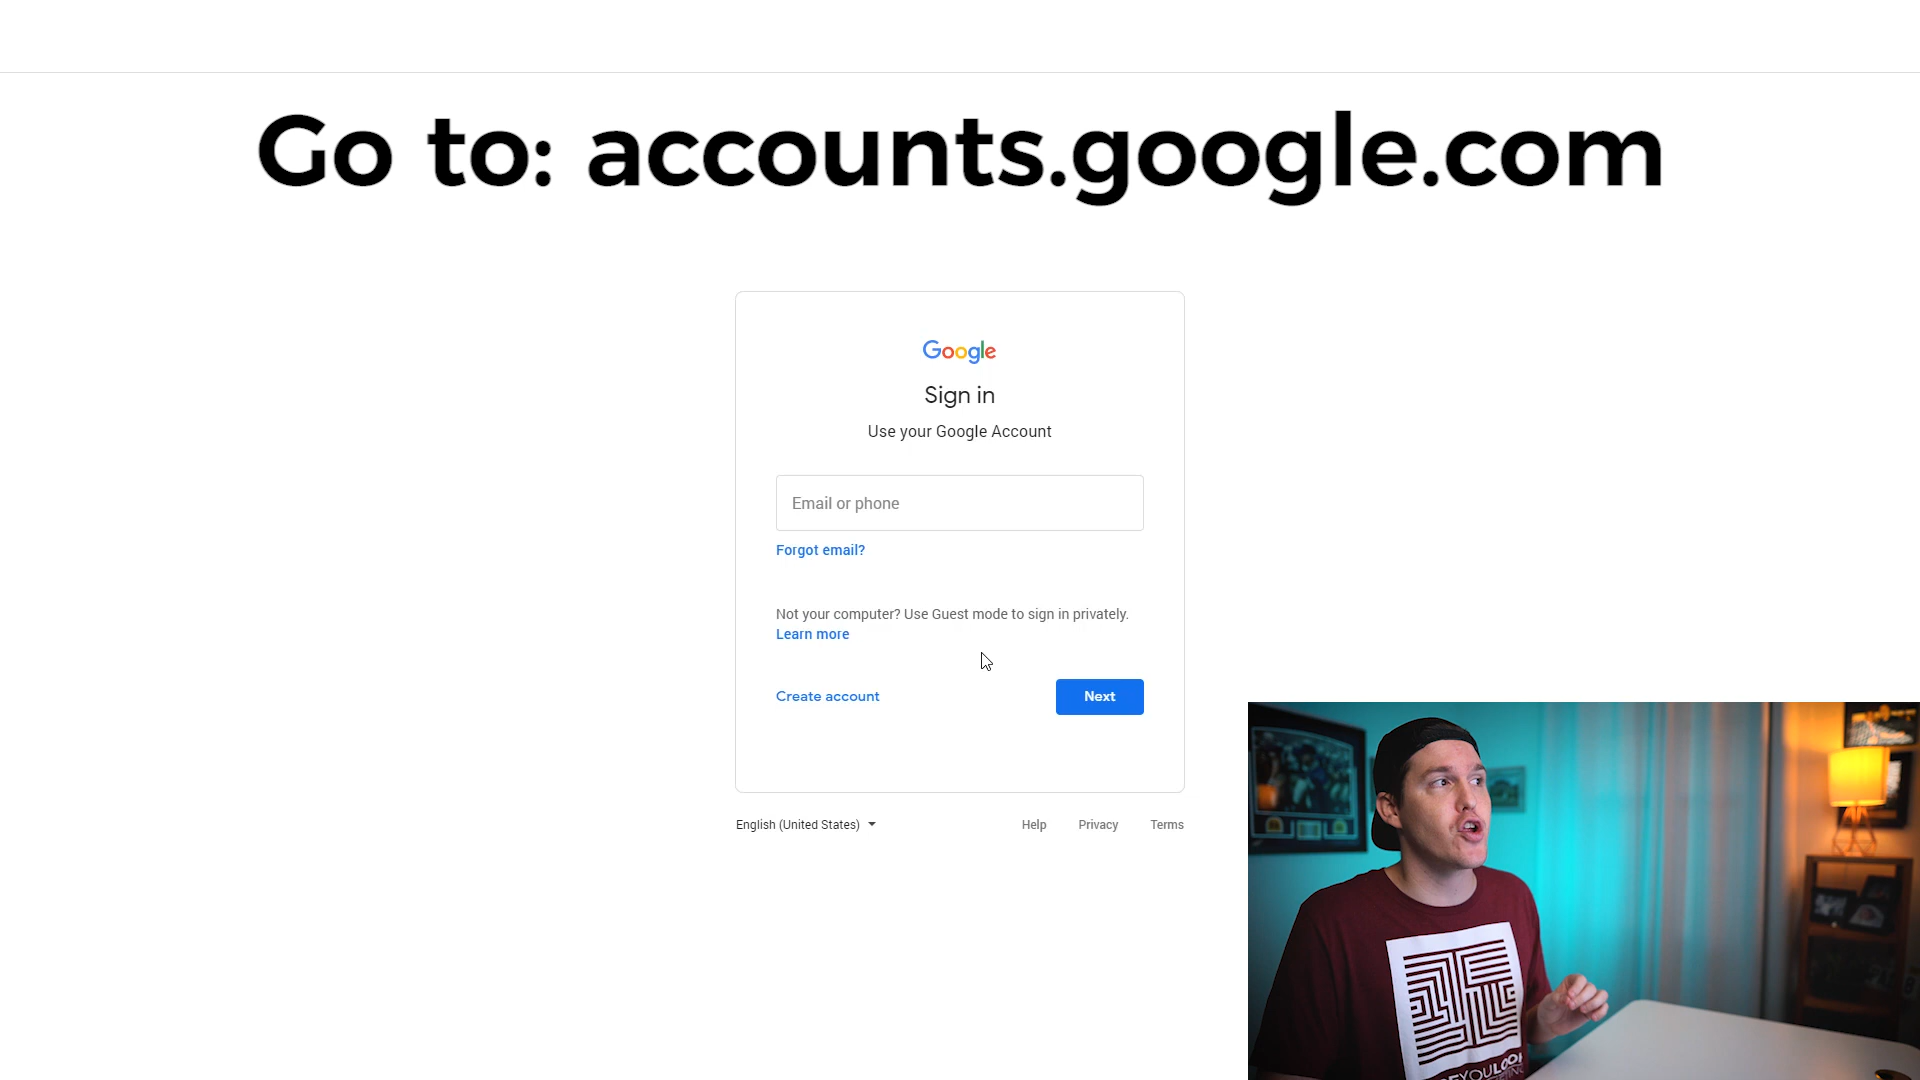 Go to: accounts.google.com
Google
Sign in
Use your Google Account
Email or phone
Forgot email?
Not your computer? Use Guest mode to sign in privately.
Learn more
Create account
Next
English (United States)
Help
Privacy
Terms